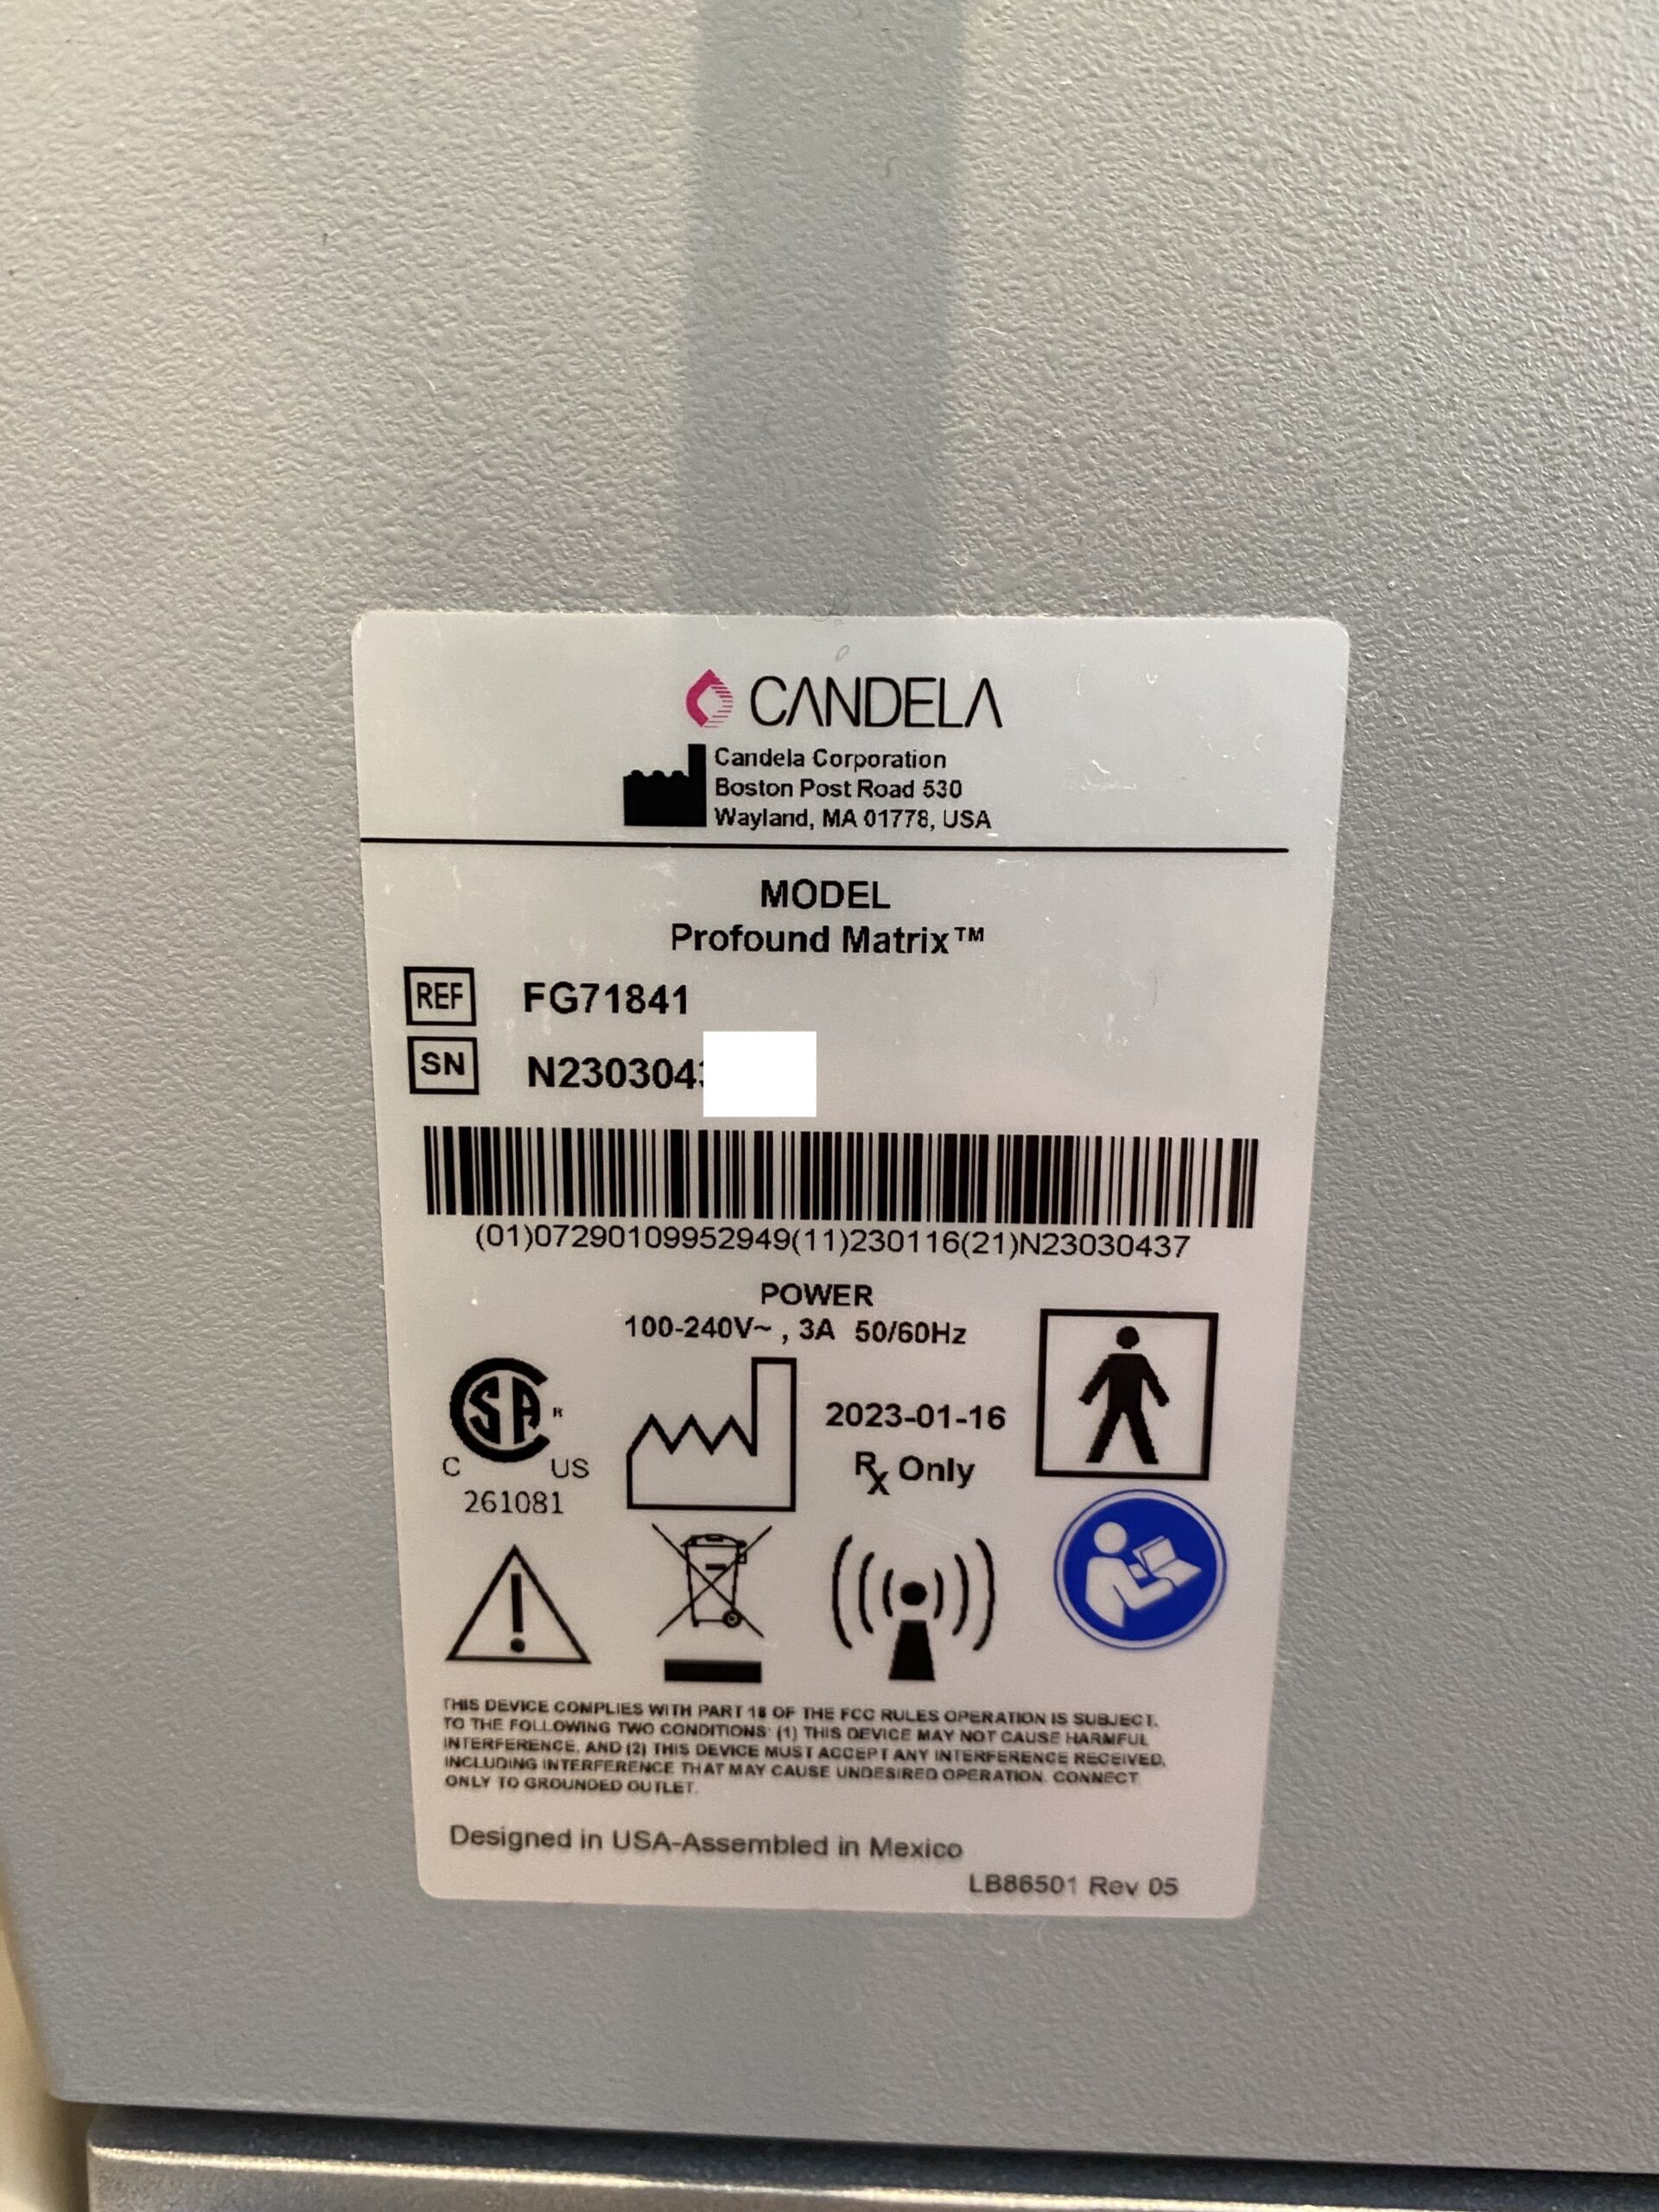 CANDELA
Candela Corporation
Boston Post Road 530
Wayland, MA 01778, USA
MODEL
Profound Matrix™
REF FG71841
SN N230304
(01)07290109952949(11)230116(21)N23030437
POWER
100-240V~ , 3A 50/60Hz
CSA R
C US
261081
2023-01-16
Rx Only
THIS DEVICE COMPLIES WITH PART 18 OF THE FCC RULES OPERATION IS SUBJECT.
TO THE FOLLOWING TWO CONDITIONS: (1) THIS DEVICE MAY NOT CAUSE HARMFUL
INTERFERENCE, AND (2) THIS DEVICE MUST ACCEPT ANY INTERFERENCE RECEIVED,
INCLUDING INTERFERENCE THAT MAY CAUSE UNDESIRED OPERATION. CONNECT
ONLY TO GROUNDED OUTLET.
Designed in USA-Assembled in Mexico
LB86501 Rev 05